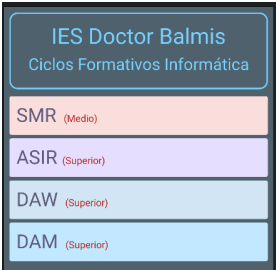 IES Doctor Balmis
Ciclos Formativos Informática
SMR (Medio)
ASIR (Superior)
DAW (Superior)
DAM (Superior)